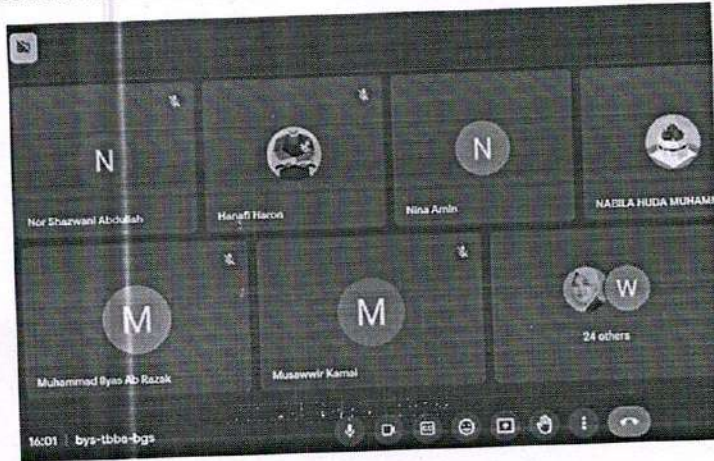 N
Nor Shazwani Abdullah
Hanafi Haron
N
Nina Amin
NABILA HUDA MUHAMM
M
Muhammad Ilyas Ab Razak
M
Musawwir Kamal
W
24 others
16:01 | bys-tbba-bgs